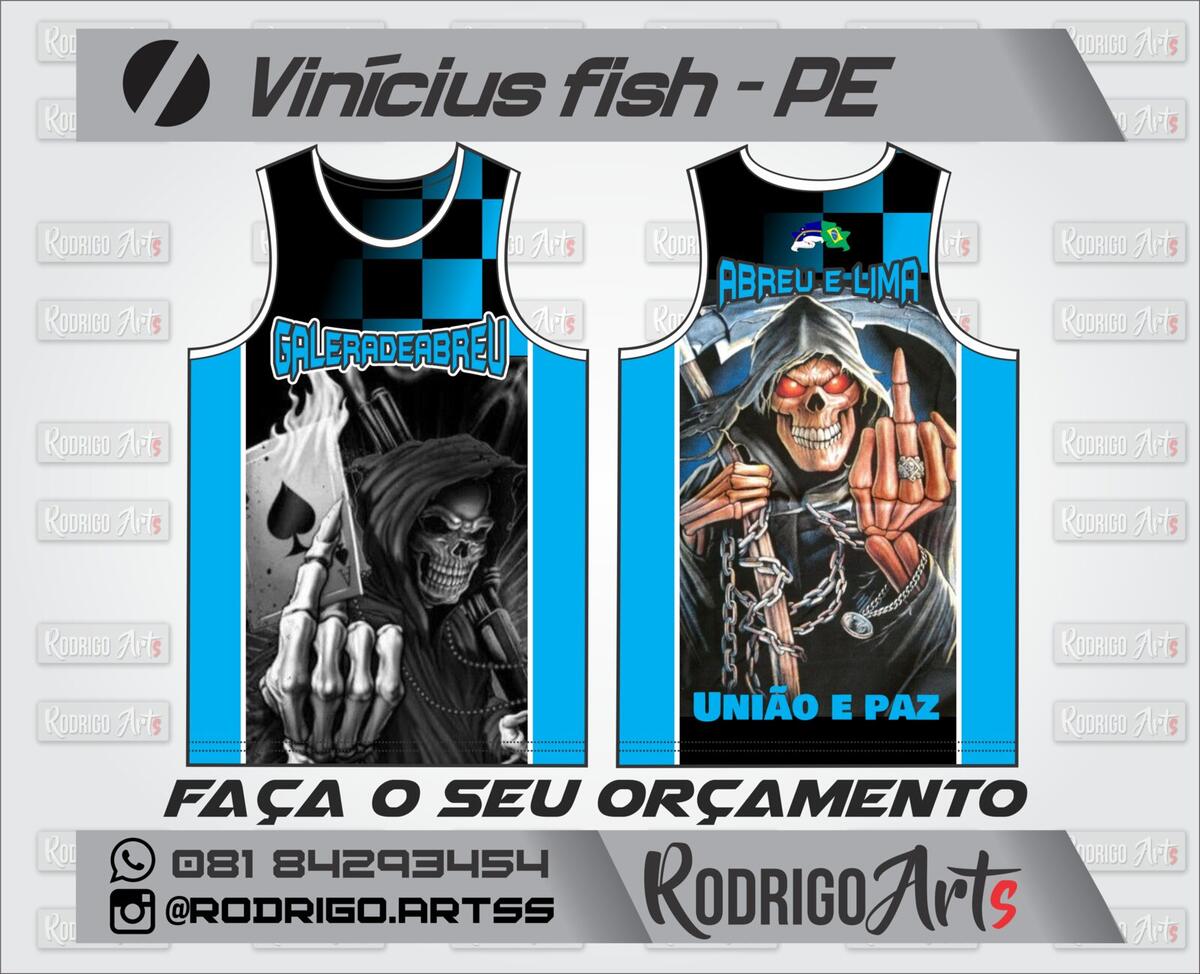 Vinícius fish - PE
GALERADEABREU
A
ABREU E-LIMA
UNIÃO E PAZ
FAÇA O SEU ORÇAMENTO
081 84293454
@RODRIGO.ARTSS
RODRIGO Arts